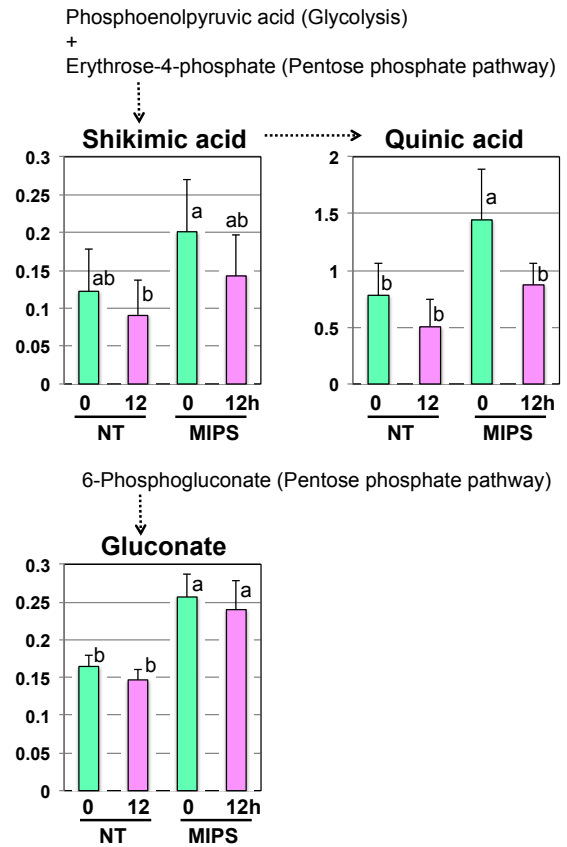 Phosphoenolpyruvic acid (Glycolysis)
+
Erythrose-4-phosphate (Pentose phosphate pathway)
Shikimic acid
Quinic acid
0.3
0.25
0.2
0.15
0.1
0.05
0
ab
b
a
ab
0 12 0 12h
NT MIPS
2
1.5
1
0.5
0
b
b
a
b
0 12 0 12h
NT MIPS
6-Phosphogluconate (Pentose phosphate pathway)
Gluconate
0.3
0.25
0.2
0.15
0.1
0.05
0
b
b
a
a
0 12 0 12h
NT MIPS